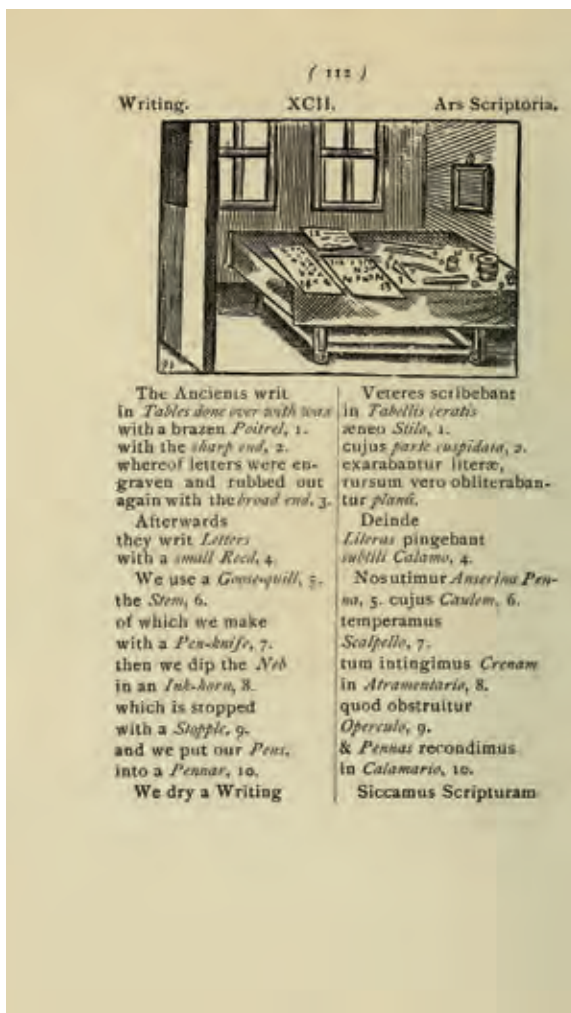 ( 112 )
Writing. XCII. Ars Scriptoria.
The Ancients writ
in Tables done over with wax
with a brazen Poitrel, 1.
with the sharp end, 2.
whereof letters were en-
graven and rubbed out
again with the broad end, 3.
Afterwards
they writ Letters
with a small Reed, 4.
We use a Goose-quill, 5.
the Stem, 6.
of which we make
with a Pen-knife, 7.
then we dip the Neb
in an Ink-horn, 8.
which is stopped
with a Stopple, 9.
and we put our Pens,
into a Pennar, 10.
We dry a Writing
Veteres scribebant
in Tabellis ceratis
æneo Stilo, 1.
cujus parte cuspidata, 2.
exarabantur literæ,
rursum vero obliteraban-
tur planâ.
Deinde
Literas pingebant
subtili Calamo, 4.
Nos utimur Anserina Pen-
na, 5. cujus Caulem, 6.
temperamus
Scalpello, 7.
tum intingimus Crenam
in Atramentario, 8.
quod obstruitur
Operculo, 9.
& Pennas recondimus
in Calamario, 10.
Siccamus Scripturam